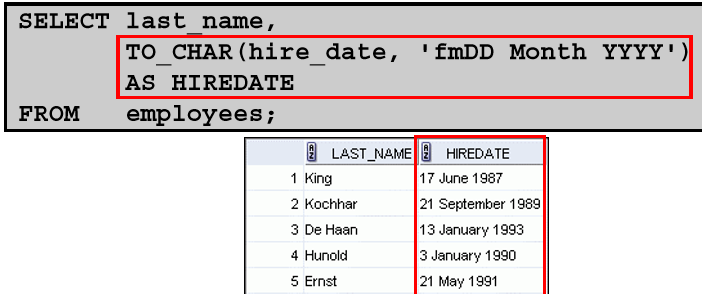 SELECT last_name,
TO_CHAR(hire_date, 'fmDD Month YYYY')
AS HIREDATE
FROM employees;
LAST_NAME HIREDATE
1 King 17 June 1987
2 Kochhar 21 September 1989
3 De Haan 13 January 1993
4 Hunold 3 January 1990
5 Ernst 21 May 1991